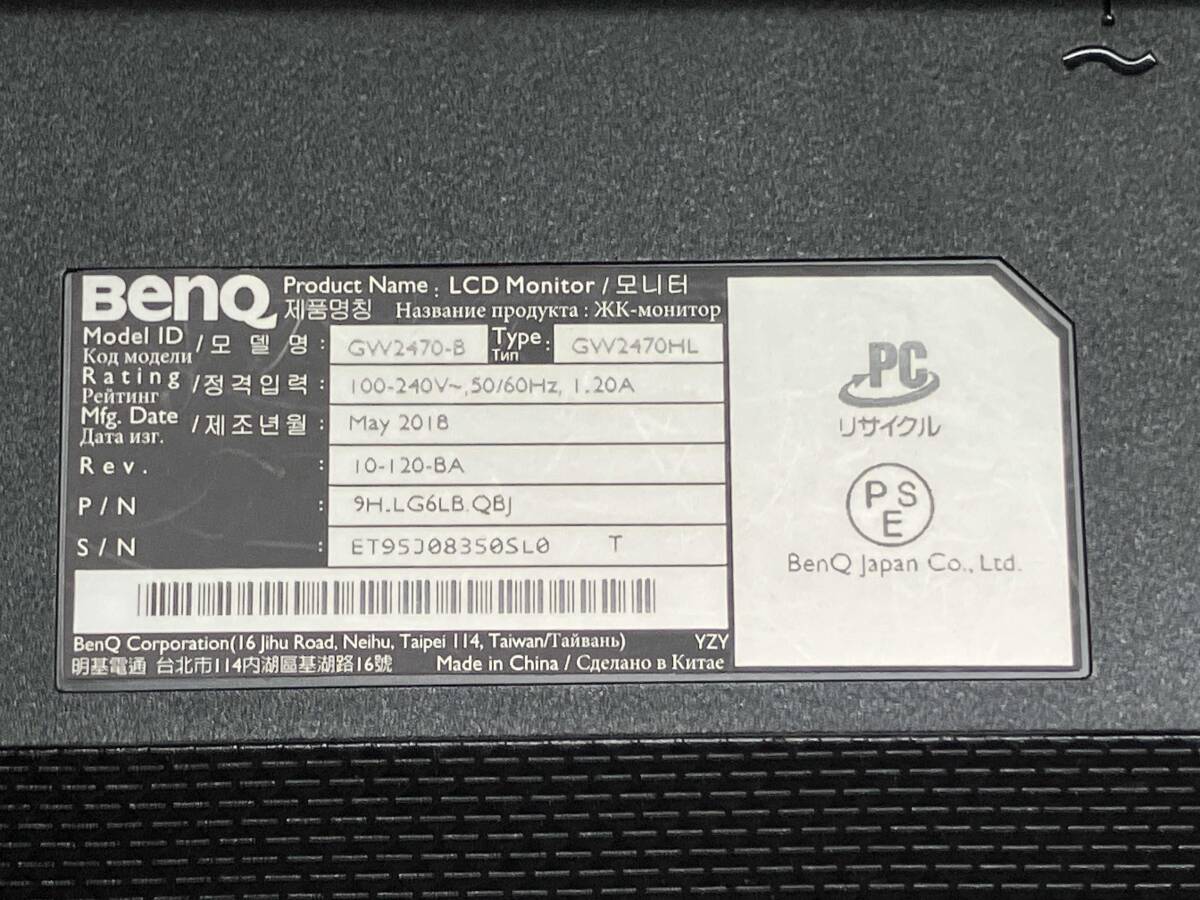 BenQ Product Name : LCD Monitor / 모니터
제품명칭 Название продукта : ЖК-монитор
Model ID / 모 델 명 : GW2470-B Type : GW2470HL
Код модели Тип
Rating / 정격입력 : 100-240V~,50/60Hz, 1.20A
Рейтинг
Mfg. Date / 제조년월 : May 2018
Дата изг.
Rev. : 10-120-BA
P/N : 9H.LG6LB.QBJ
S/N : ET95J08350SL0 T
BenQ Corporation(16 Jihu Road, Neihu, Taipei 114, Taiwan/Тайвань) YZY
明基電通 台北市114內湖區基湖路16號 Made in China / Сделано в Китае
PC
リサイクル
PSE
BenQ Japan Co., Ltd.